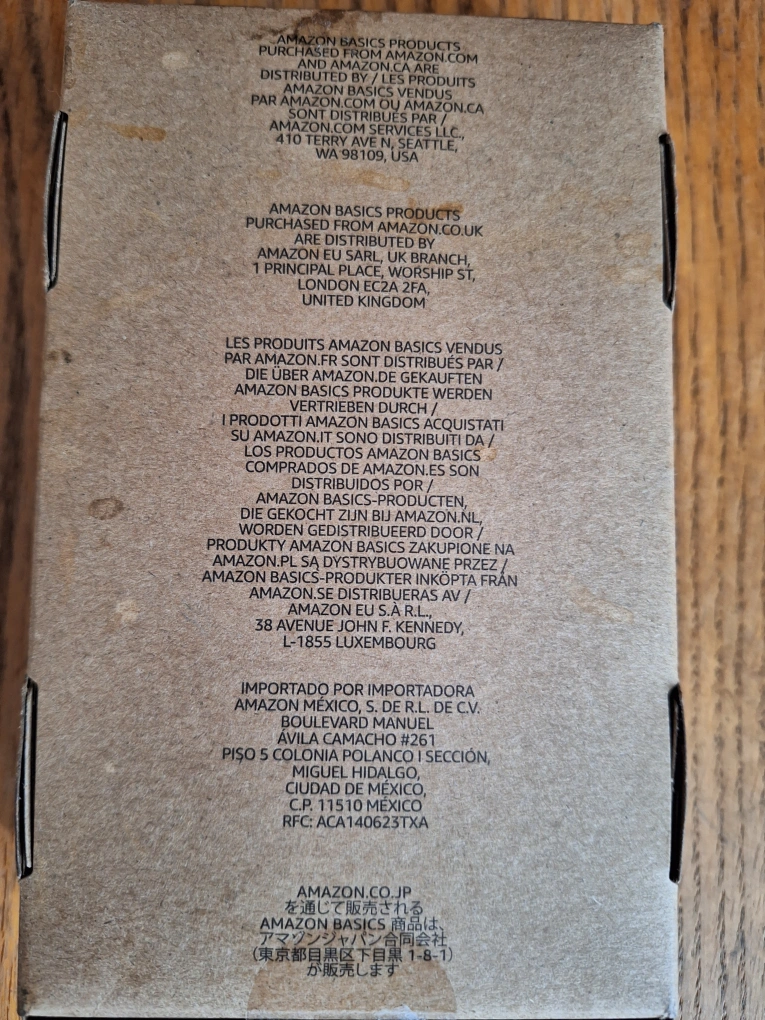 AMAZON BASICS PRODUCTS
PURCHASED FROM AMAZON.COM
AND AMAZON.CA ARE
DISTRIBUTED BY / LES PRODUITS
AMAZON BASICS VENDUS
PAR AMAZON.COM OU AMAZON.CA
SONT DISTRIBUÉS PAR /
AMAZON.COM SERVICES LLC.,
410 TERRY AVE N, SEATTLE,
WA 98109, USA
AMAZON BASICS PRODUCTS
PURCHASED FROM AMAZON.CO.UK
ARE DISTRIBUTED BY
AMAZON EU SARL, UK BRANCH,
1 PRINCIPAL PLACE, WORSHIP ST,
LONDON EC2A 2FA,
UNITED KINGDOM
LES PRODUITS AMAZON BASICS VENDUS
PAR AMAZON.FR SONT DISTRIBUÉS PAR /
DIE ÜBER AMAZON.DE GEKAUFTEN
AMAZON BASICS PRODUKTE WERDEN
VERTRIEBEN DURCH /
I PRODOTTI AMAZON BASICS ACQUISTATI
SU AMAZON.IT SONO DISTRIBUITI DA /
LOS PRODUCTOS AMAZON BASICS
COMPRADOS DE AMAZON.ES SON
DISTRIBUIDOS POR /
AMAZON BASICS-PRODUCTEN,
DIE GEKOCHT ZIJN BIJ AMAZON.NL,
WORDEN GEDISTRIBUEERD DOOR /
PRODUKTY AMAZON BASICS ZAKUPIONE NA
AMAZON.PL SĄ DYSTRYBUOWANE PRZEZ /
AMAZON BASICS-PRODUKTER INKÖPTA FRÅN
AMAZON.SE DISTRIBUERAS AV /
AMAZON EU S.À R.L.,
38 AVENUE JOHN F. KENNEDY,
L-1855 LUXEMBOURG
IMPORTADO POR IMPORTADORA
AMAZON MÉXICO, S. DE R.L. DE C.V.
BOULEVARD MANUEL
ÁVILA CAMACHO #261
PISO 5 COLONIA POLANCO I SECCIÓN,
MIGUEL HIDALGO,
CIUDAD DE MÉXICO,
C.P. 11510 MÉXICO
RFC: ACA140623TXA
AMAZON.CO.JP
を通じて販売される
AMAZON BASICS 商品は、
アマゾンジャパン合同会社
（東京都目黒区下目黒 1-8-1）
が販売します